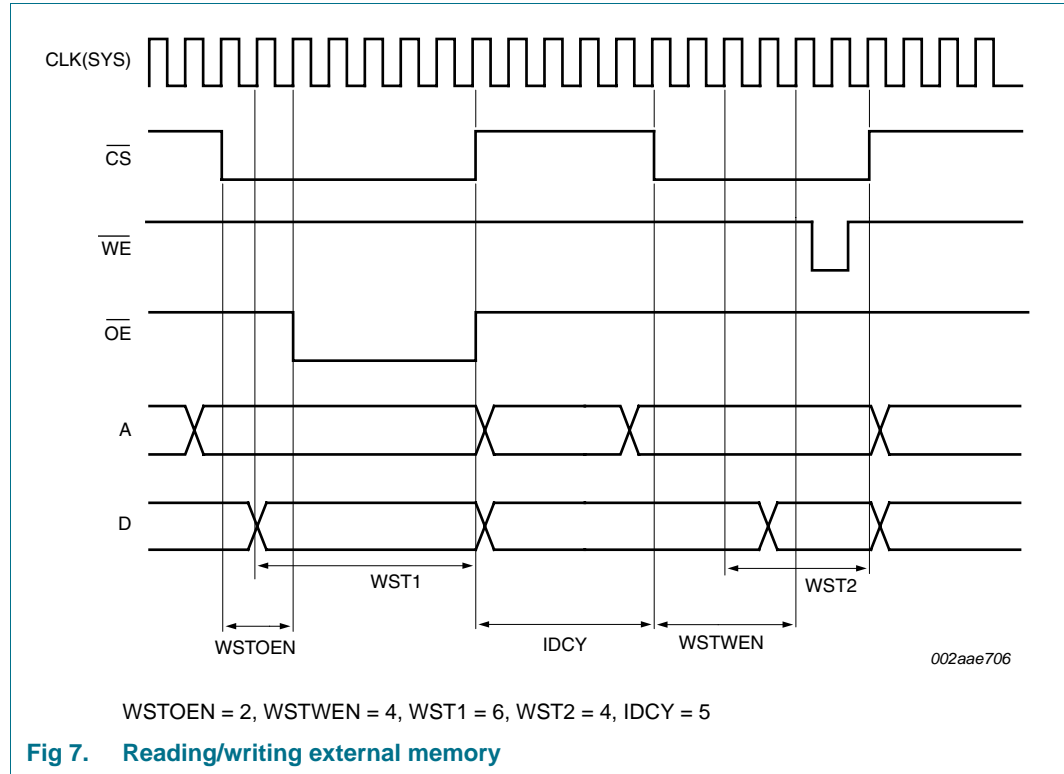 CLK(SYS)
CS
WE
OE
A
D
WST1
WST2
WSTOEN
IDCY
WSTWEN
002aae706
WSTOEN = 2, WSTWEN = 4, WST1 = 6, WST2 = 4, IDCY = 5
Fig 7. Reading/writing external memory